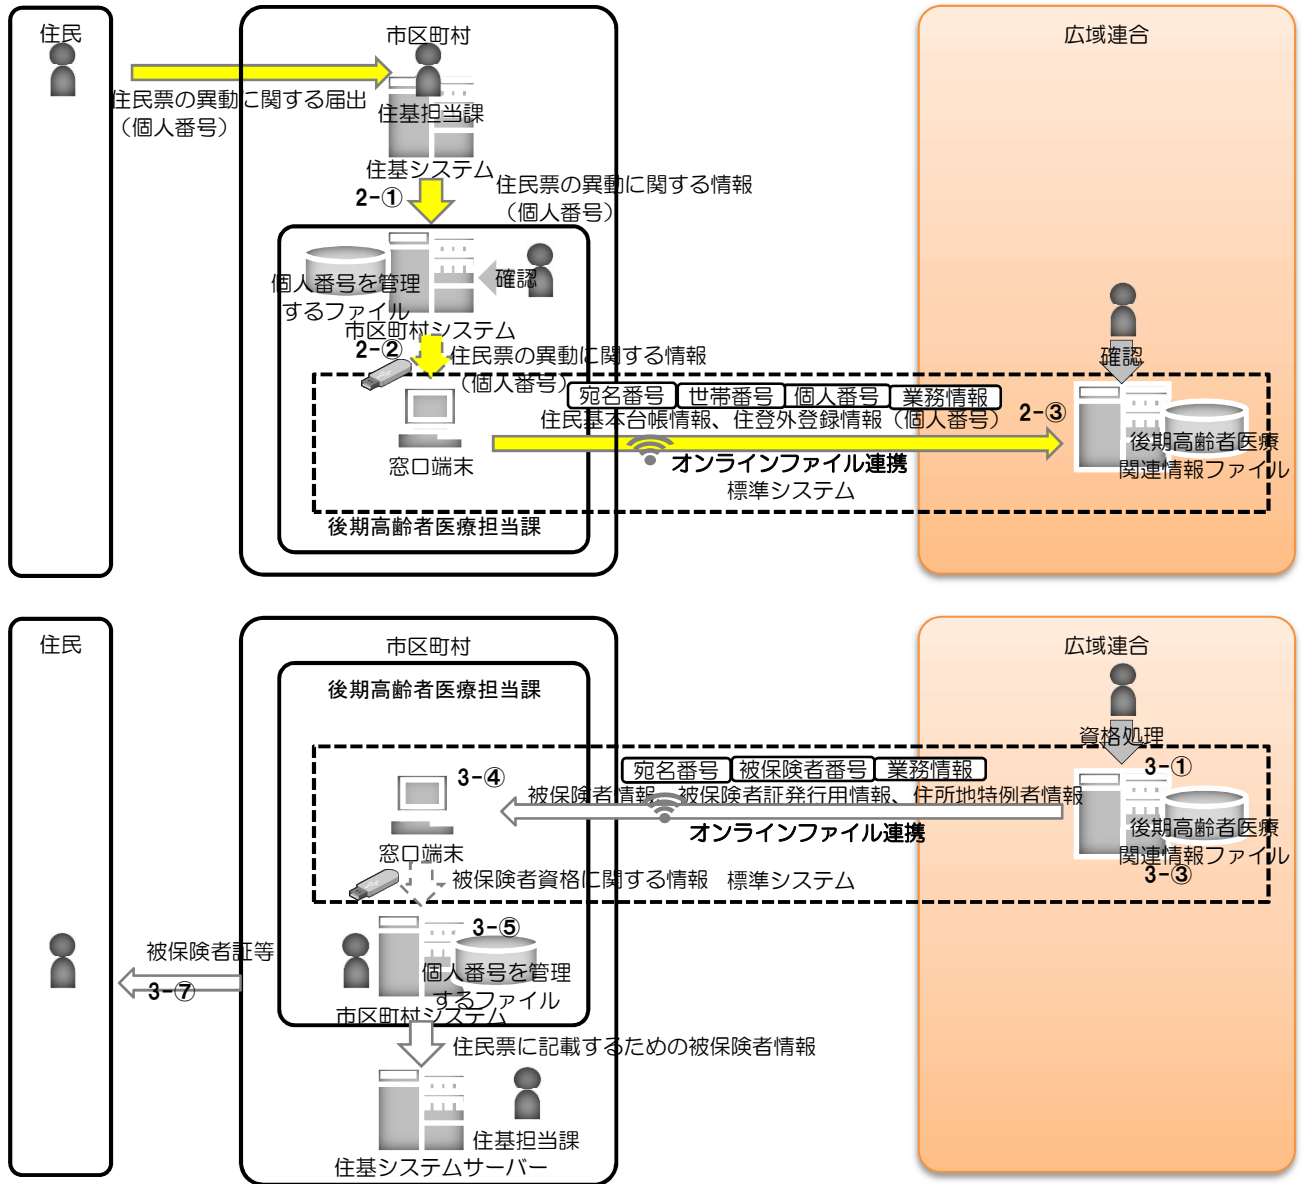 住民
市区町村
広域連合
住民票の異動に関する届出
（個人番号）
住基担当課
住基システム
2-①
住民票の異動に関する情報
（個人番号）
確認
個人番号を管理
するファイル
市区町村システム
2-②
住民票の異動に関する情報
（個人番号）
確認
宛名番号
世帯番号
個人番号
業務情報
住民基本台帳情報、住登外登録情報（個人番号）
2-③
窓口端末
オンラインファイル連携
標準システム
後期高齢者医療
関連情報ファイル
後期高齢者医療担当課
住民
市区町村
広域連合
後期高齢者医療担当課
資格処理
3-①
宛名番号
被保険者番号
業務情報
3-④
被保険者情報、被保険者証発行用情報、住所地特例者情報
オンラインファイル連携
後期高齢者医療
関連情報ファイル
3-③
窓口端末
被保険者資格に関する情報
標準システム
3-⑤
被保険者証等
3-⑦
個人番号を管理
するファイル
市区町村システム
住民票に記載するための被保険者情報
住基担当課
住基システムサーバー